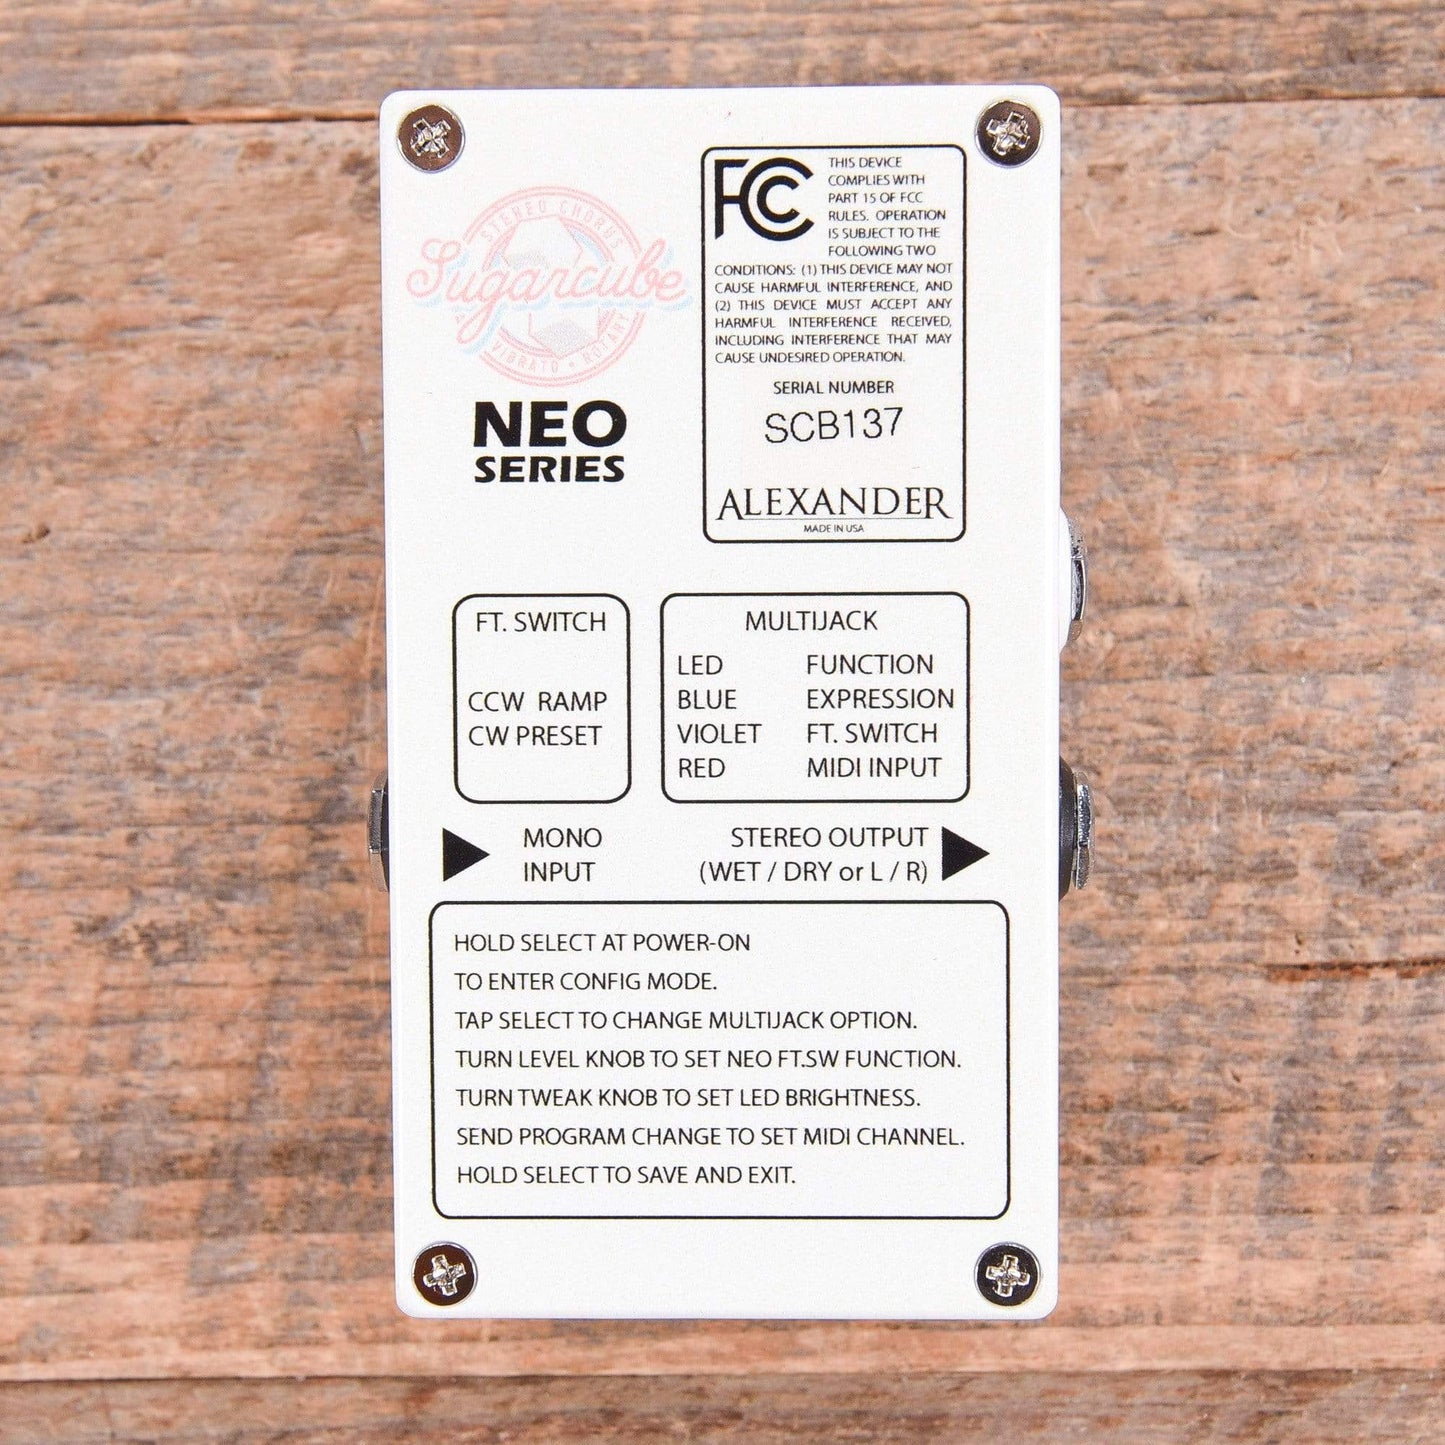 STEREO CHORUS
Sugarcube
VIBRATO • ROTARY
NEO
SERIES
FCC
THIS DEVICE
COMPLIES WITH
PART 15 OF FCC
RULES. OPERATION
IS SUBJECT TO THE
FOLLOWING TWO
CONDITIONS: (1) THIS DEVICE MAY NOT
CAUSE HARMFUL INTERFERENCE, AND
(2) THIS DEVICE MUST ACCEPT ANY
HARMFUL INTERFERENCE RECEIVED,
INCLUDING INTERFERENCE THAT MAY
CAUSE UNDESIRED OPERATION.
SERIAL NUMBER
SCB137
ALEXANDER
MADE IN USA
FT. SWITCH
CCW RAMP
CW PRESET
MULTIJACK
LED FUNCTION
BLUE EXPRESSION
VIOLET FT. SWITCH
RED MIDI INPUT
MONO
INPUT
STEREO OUTPUT
(WET / DRY or L / R)
HOLD SELECT AT POWER-ON
TO ENTER CONFIG MODE.
TAP SELECT TO CHANGE MULTIJACK OPTION.
TURN LEVEL KNOB TO SET NEO FT.SW FUNCTION.
TURN TWEAK KNOB TO SET LED BRIGHTNESS.
SEND PROGRAM CHANGE TO SET MIDI CHANNEL.
HOLD SELECT TO SAVE AND EXIT.